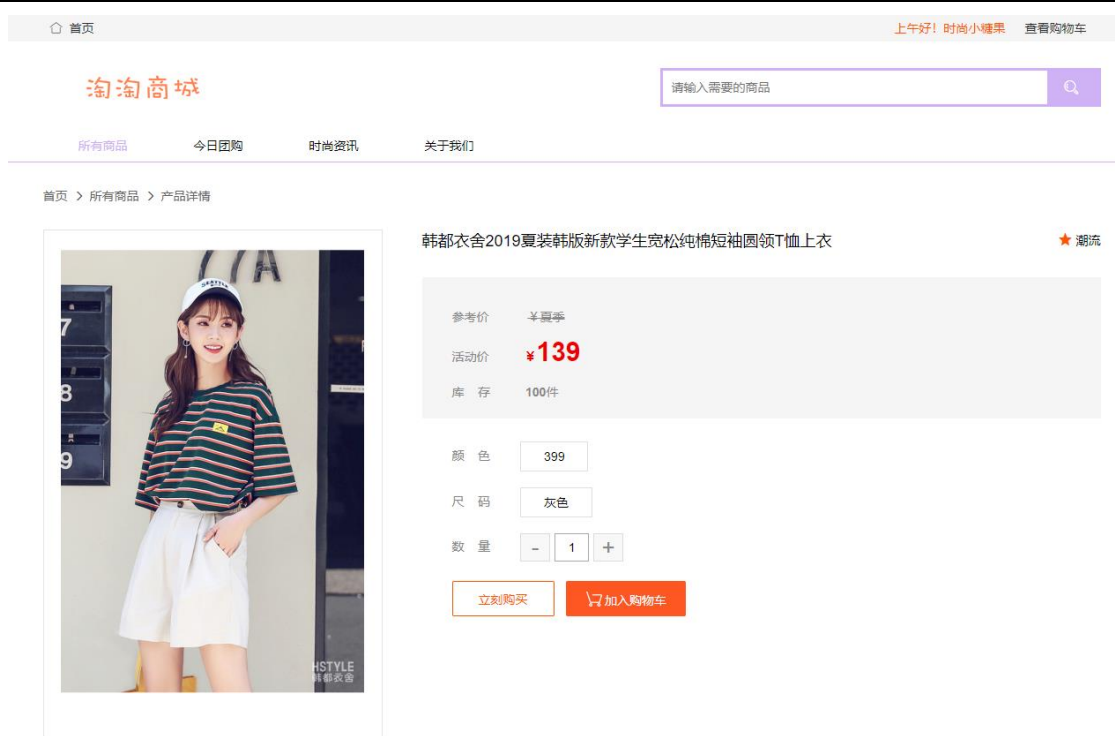 首页
上午好！时尚小糖果 查看购物车
淘淘商城
请输入需要的商品
所有商品 今日团购 时尚资讯 关于我们
首页 > 所有商品 > 产品详情
韩都衣舍2019夏装韩版新款学生宽松纯棉短袖圆领T恤上衣
潮流
参考价 ￥夏季
活动价 ¥139
库 存 100件
颜 色 399
尺 码 灰色
数 量 - 1 +
立刻购买 加入购物车
SEATTLE
7
8
9
HSTYLE
韩都衣舍